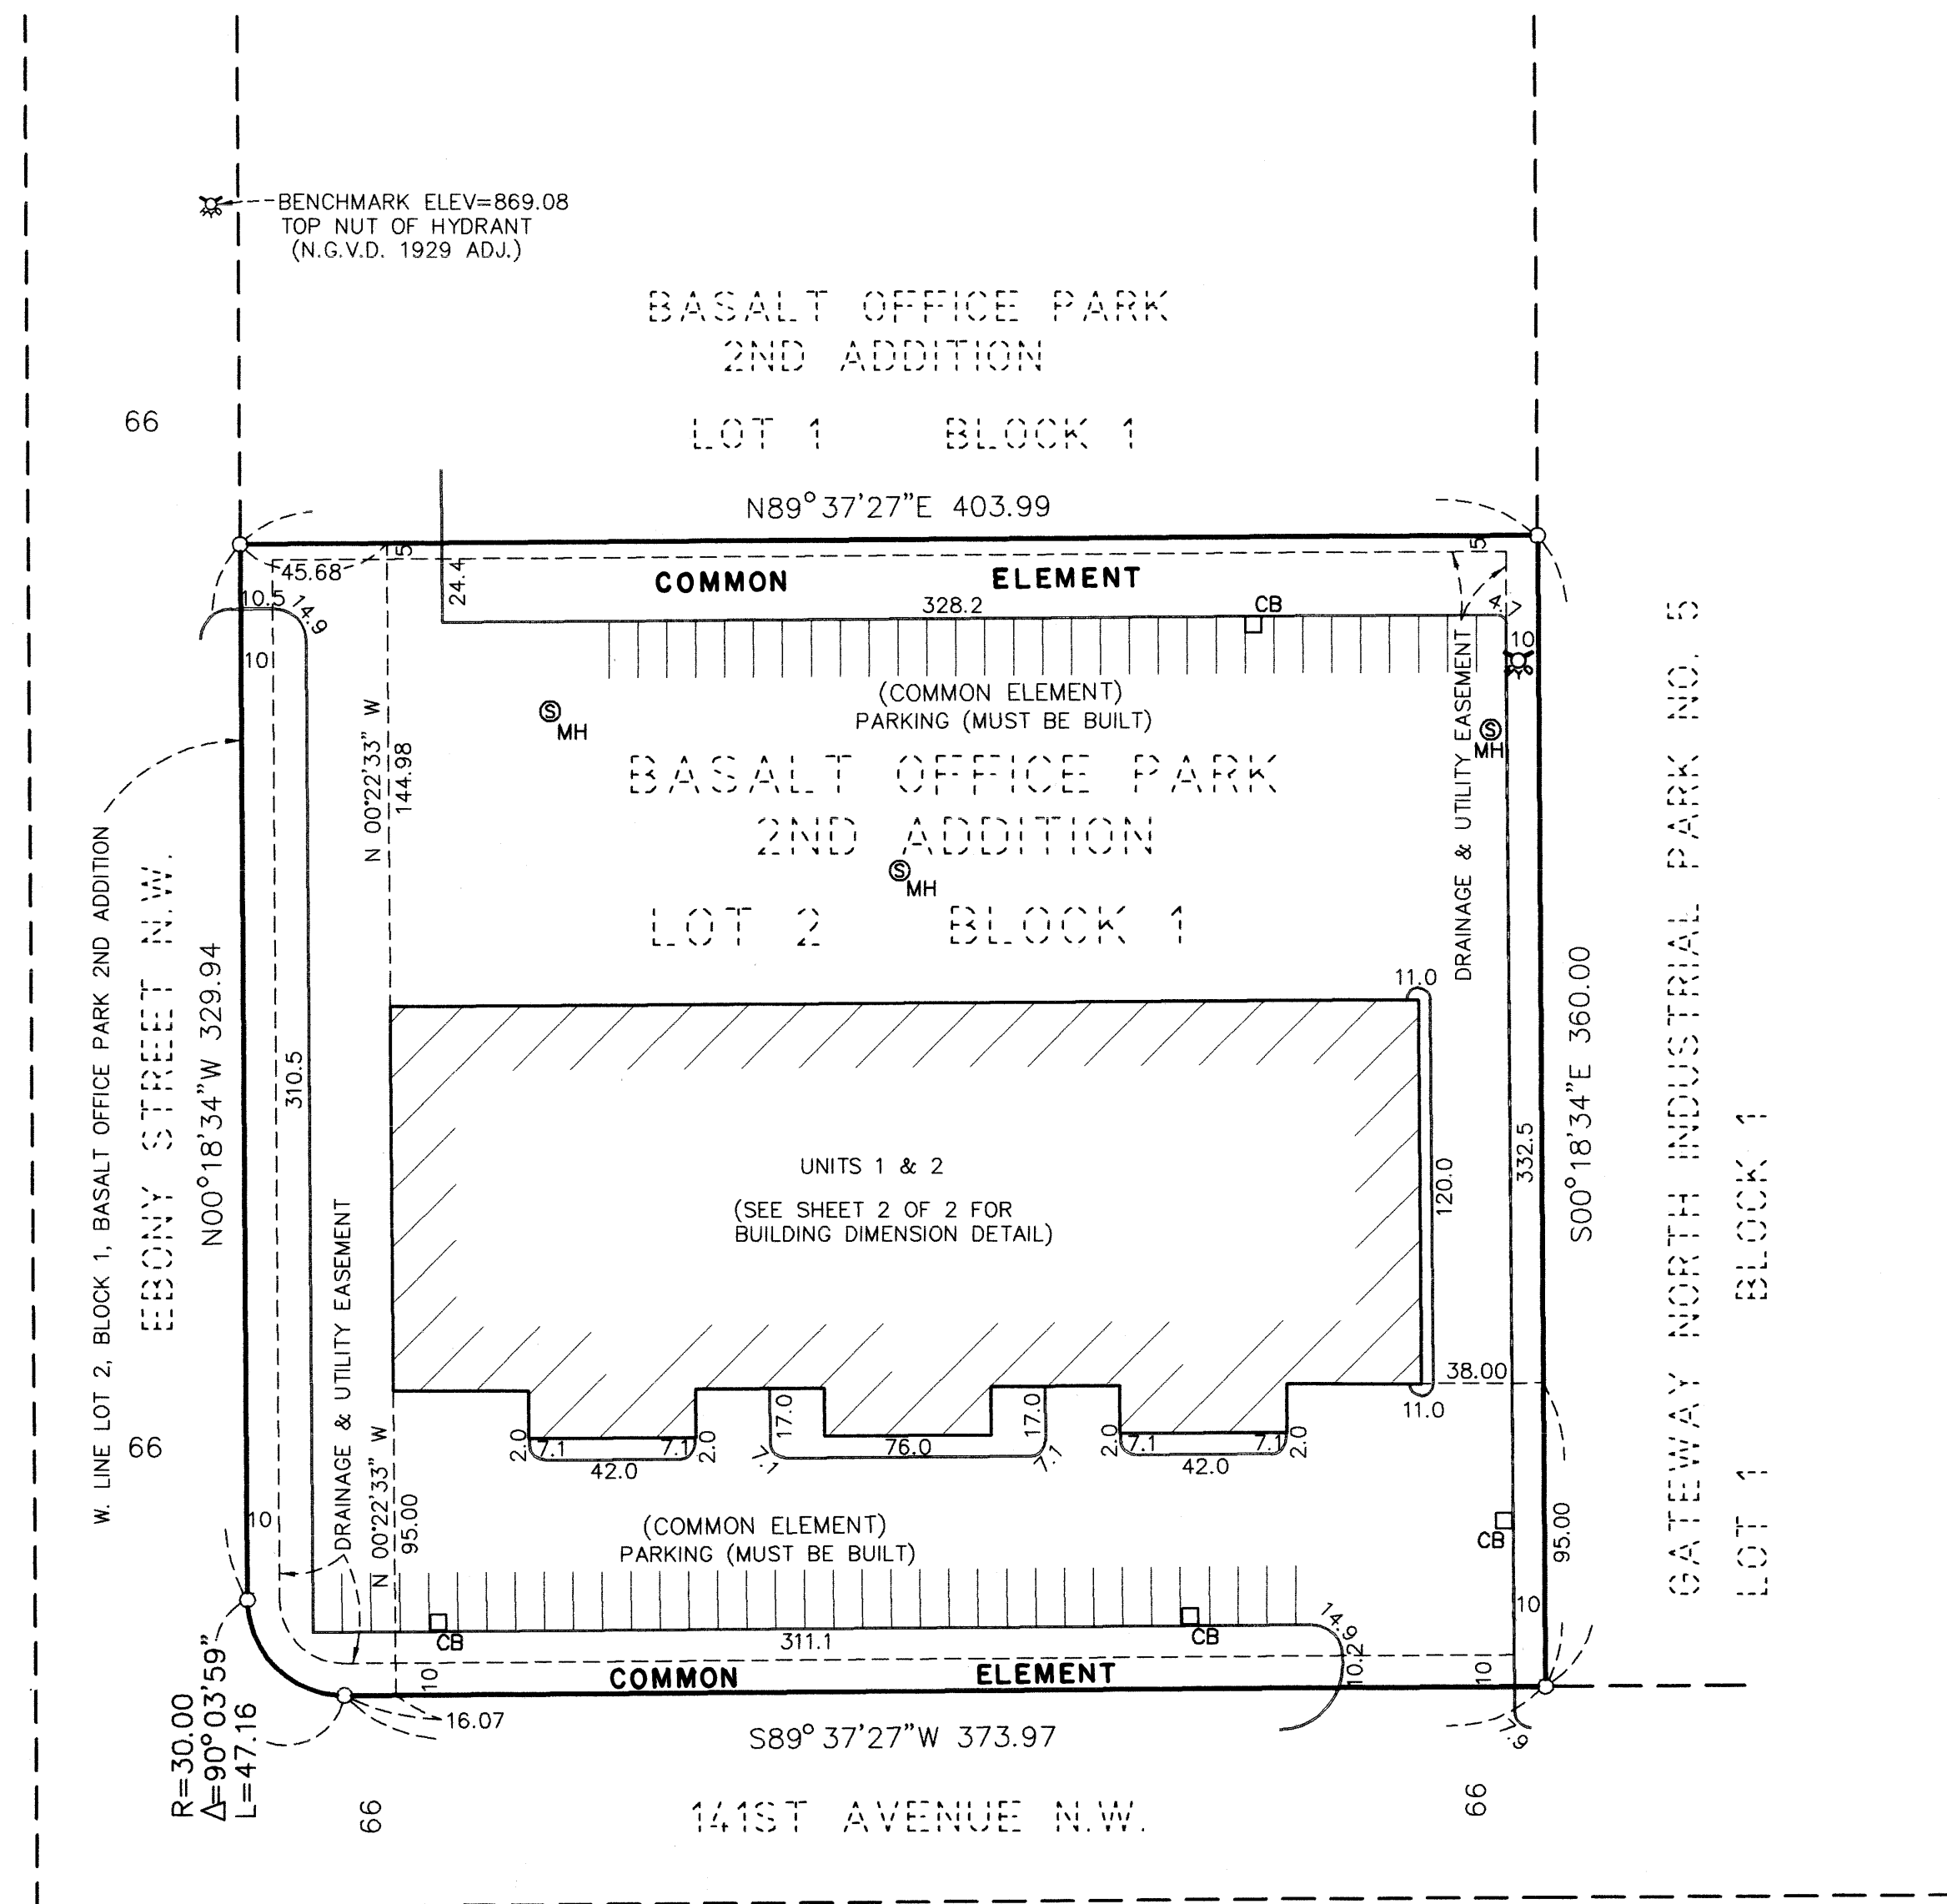 BENCHMARK ELEV=869.08
TOP NUT OF HYDRANT
(N.G.V.D. 1929 ADJ.)
BASALT OFFICE PARK
2ND ADDITION
LOT 1 BLOCK 1
66
N89°37'27"E 403.99
5
5
45.68
24.4
COMMON ELEMENT
10.5
14.9
328.2
CB
4.7
10
10
(COMMON ELEMENT)
PARKING (MUST BE BUILT)
MH
S
MH
S
N 00°22'33" W
144.98
BASALT OFFICE PARK
2ND ADDITION
S
MH
LOT 2 BLOCK 1
DRAINAGE & UTILITY EASEMENT
W. LINE LOT 2, BLOCK 1, BASALT OFFICE PARK 2ND ADDITION
EBONY STREET N.W.
N00°18'34"W 329.94
310.5
11.0
UNITS 1 & 2
(SEE SHEET 2 OF 2 FOR
BUILDING DIMENSION DETAIL)
120.0
332.5
S00°18'34"E 360.00
GATEWAY NORTH INDUSTRIAL PARK NO. 5
LOT 1 BLOCK 1
38.00
11.0
DRAINAGE & UTILITY EASEMENT
66
2.0
7.1
7.1
2.0
42.0
17.0
7.1
76.0
17.0
7.1
2.0
7.1
7.1
2.0
42.0
10
N 00°22'33" W
95.00
(COMMON ELEMENT)
PARKING (MUST BE BUILT)
CB
95.00
10
CB
311.1
CB
14.9
10.2
10
COMMON ELEMENT
10
16.07
S89°37'27"W 373.97
7.9
R=30.00
Δ=90°03'59"
L=47.16
66
141ST AVENUE N.W.
66